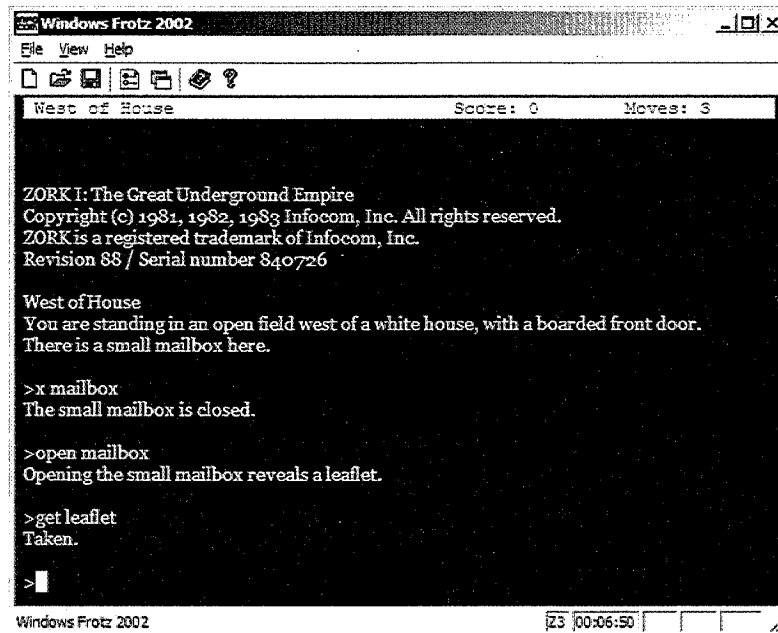 Windows Frotz 2002
File View Help
West of House Score: 0 Moves: 3
ZORK I: The Great Underground Empire
Copyright (c) 1981, 1982, 1983 Infocom, Inc. All rights reserved.
ZORK is a registered trademark of Infocom, Inc.
Revision 88 / Serial number 840726
West of House
You are standing in an open field west of a white house, with a boarded front door.
There is a small mailbox here.
>x mailbox
The small mailbox is closed.
>open mailbox
Opening the small mailbox reveals a leaflet.
>get leaflet
Taken.
>
Windows Frotz 2002 Z3 00:06:50